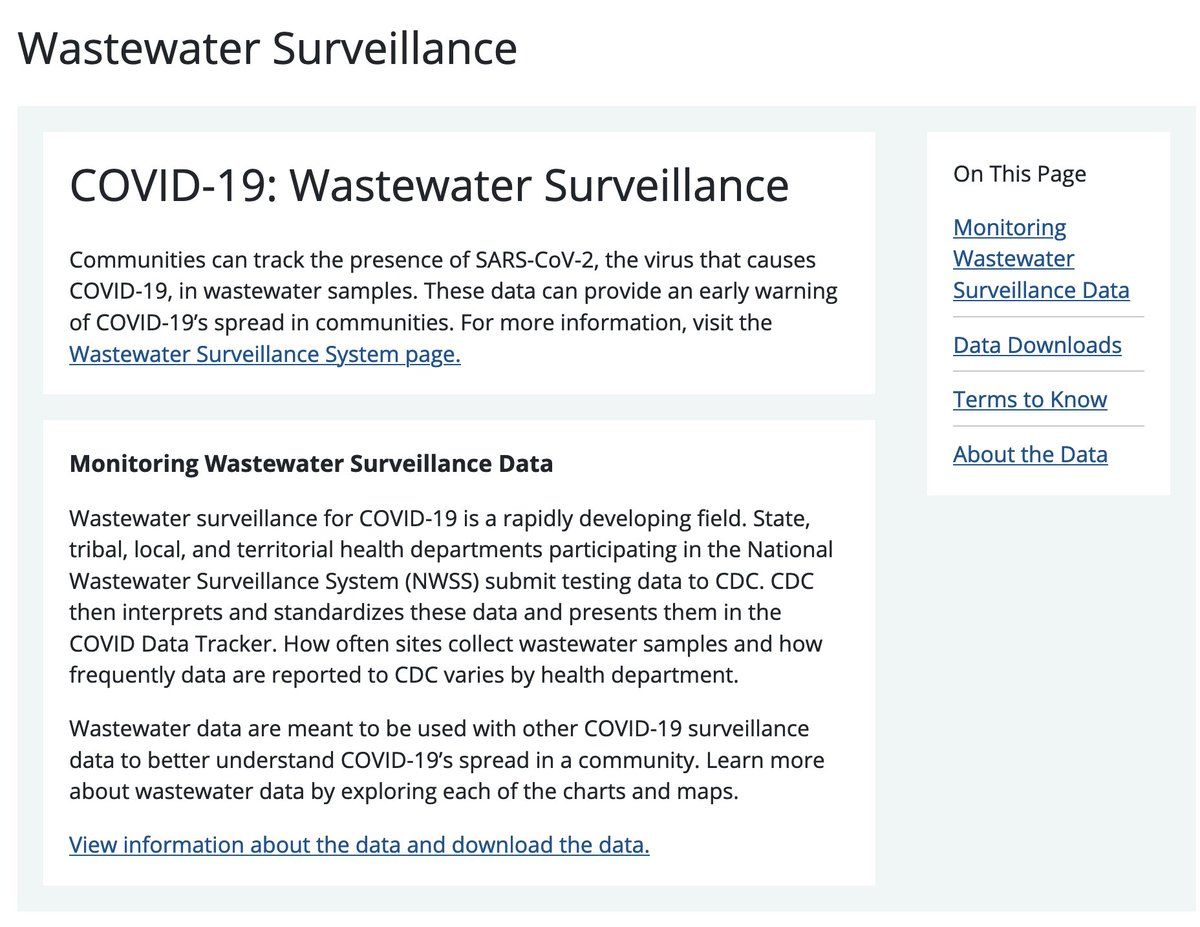 Wastewater Surveillance
COVID-19: Wastewater Surveillance
Communities can track the presence of SARS-CoV-2, the virus that causes
COVID-19, in wastewater samples. These data can provide an early warning
of COVID-19’s spread in communities. For more information, visit the
Wastewater Surveillance System page.
Monitoring Wastewater Surveillance Data
Wastewater surveillance for COVID-19 is a rapidly developing field. State,
tribal, local, and territorial health departments participating in the National
Wastewater Surveillance System (NWSS) submit testing data to CDC. CDC
then interprets and standardizes these data and presents them in the
COVID Data Tracker. How often sites collect wastewater samples and how
frequently data are reported to CDC varies by health department.
Wastewater data are meant to be used with other COVID-19 surveillance
data to better understand COVID-19’s spread in a community. Learn more
about wastewater data by exploring each of the charts and maps.
View information about the data and download the data.
On This Page
Monitoring
Wastewater
Surveillance Data
Data Downloads
Terms to Know
About the Data